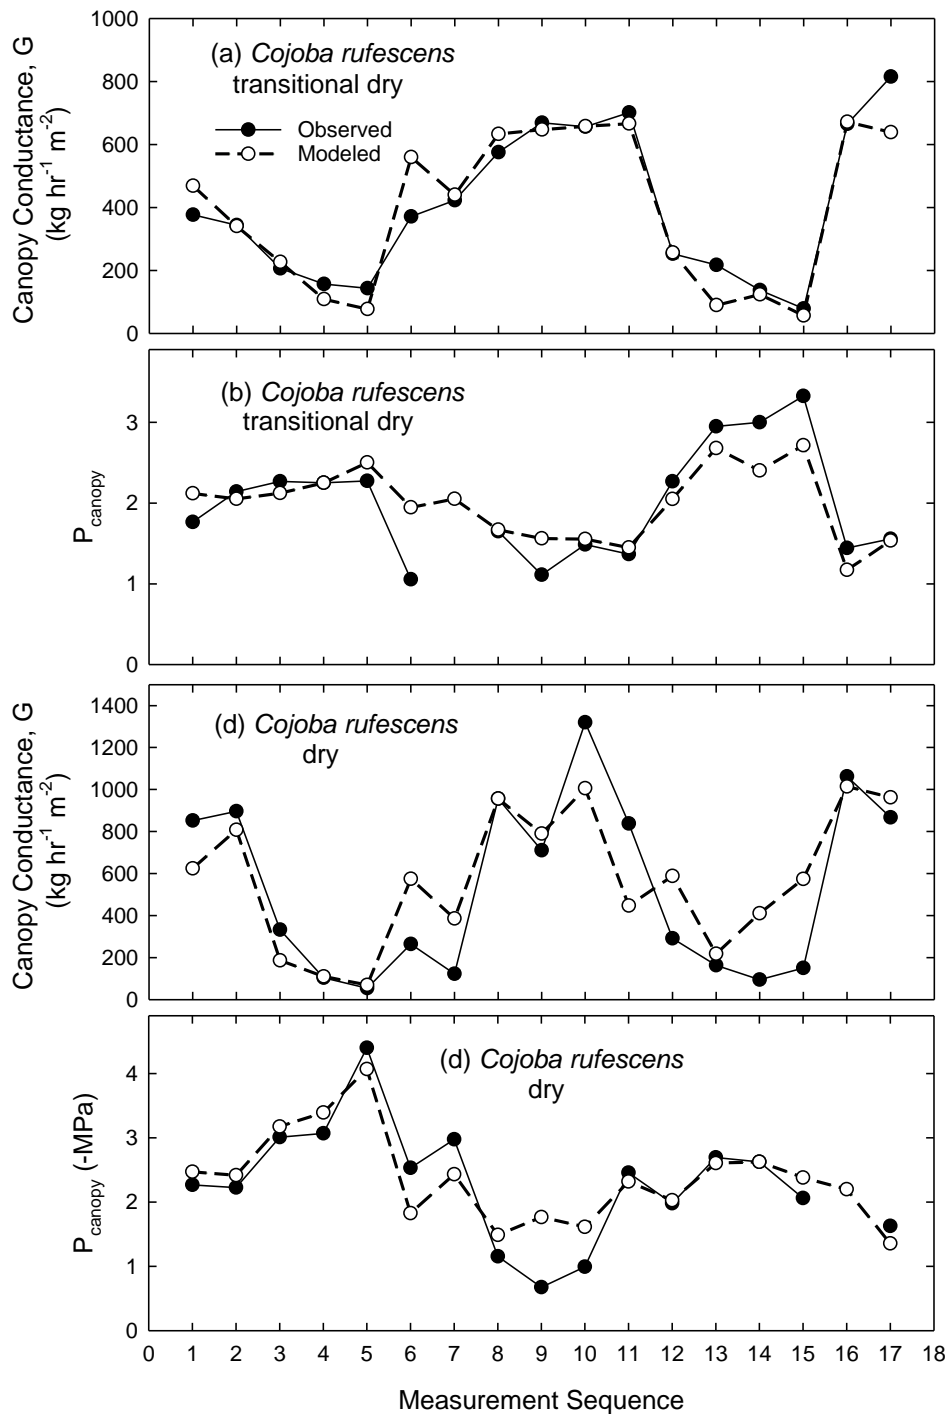 1000
800
600
400
200
0
Canopy Conductance, G
(kg hr⁻¹ m⁻²)
(a) Cojoba rufescens
transitional dry
Observed
Modeled
3
2
1
0
P_canopy
(b) Cojoba rufescens
transitional dry
1400
1200
1000
800
600
400
200
0
Canopy Conductance, G
(kg hr⁻¹ m⁻²)
(d) Cojoba rufescens
dry
4
3
2
1
0
P_canopy (-MPa)
(d) Cojoba rufescens
dry
0 1 2 3 4 5 6 7 8 9 10 11 12 13 14 15 16 17 18
Measurement Sequence